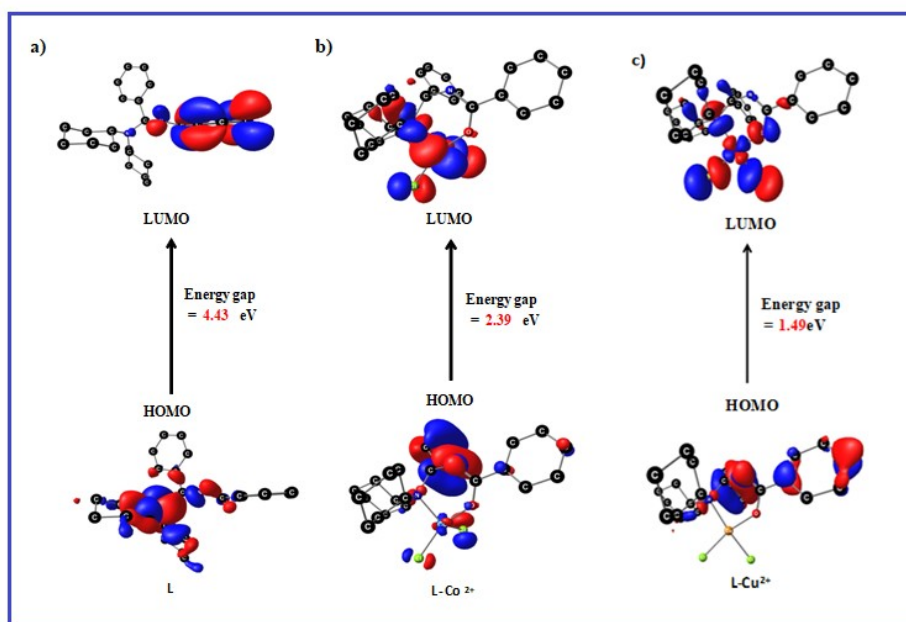 a)
LUMO
Energy gap
= 4.43 eV
HOMO
L
b)
LUMO
Energy gap
= 2.39 eV
HOMO
L-Co 2+
c)
LUMO
Energy gap
= 1.49eV
HOMO
L-Cu²⁺